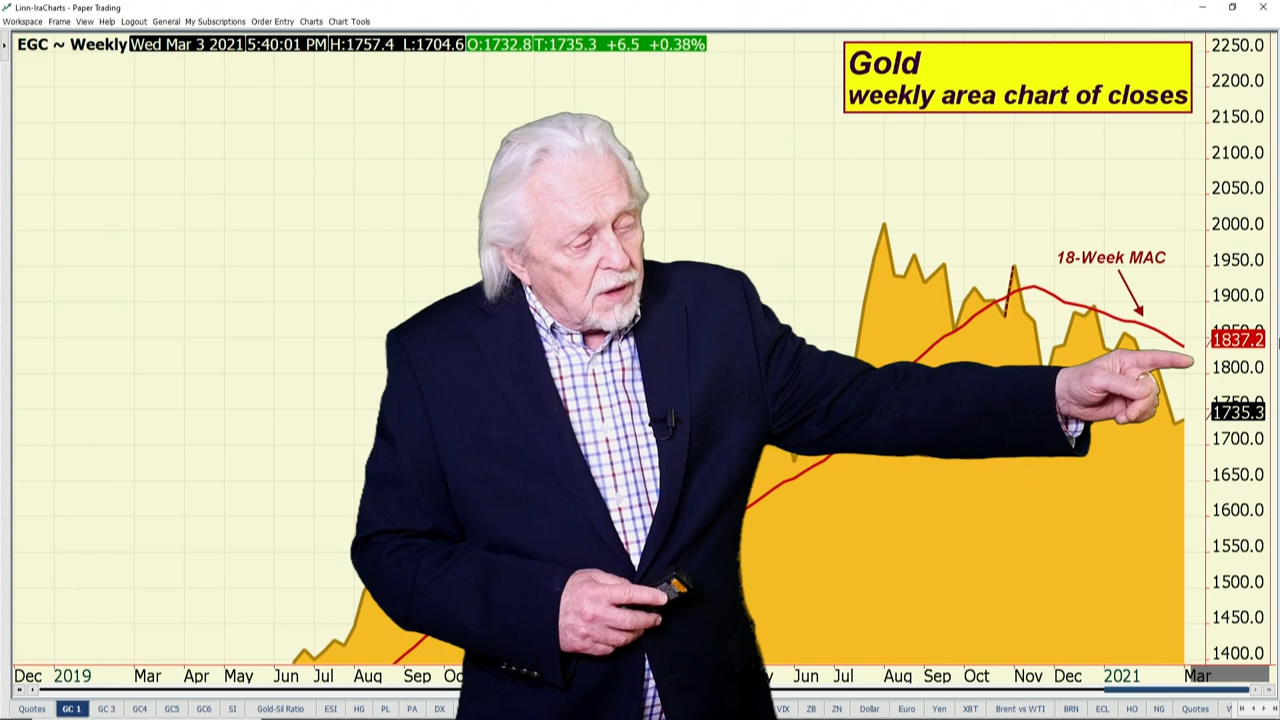 Linn-IraCharts - Paper Trading
Workspace Frame View Help Logout General My Subscriptions Order Entry Charts Chart Tools
EGC ~ Weekly Wed Mar 3 2021 5:40:01 PM H:1757.4 L:1704.6 O:1732.8 T:1735.3 +6.5 +0.38%
Gold
weekly area chart of closes
18-Week MAC
2250.0
2200.0
2150.0
2100.0
2050.0
2000.0
1950.0
1900.0
1850.0
1837.2
1800.0
1750.0
1735.3
1700.0
1650.0
1600.0
1550.0
1500.0
1450.0
1400.0
Dec 2019 Mar Apr May Jun Jul Aug Sep Oc Jun Jul Aug Sep Oct Nov Dec 2021 Mar
Quotes GC 1 GC 3 GC4 GC5 GC6 SI Gold-Sil Ratio ESI HG PL PA DX VIX ZB ZN Dollar Euro Yen XBT Brent vs WTI BRN ECL HO NG Quotes